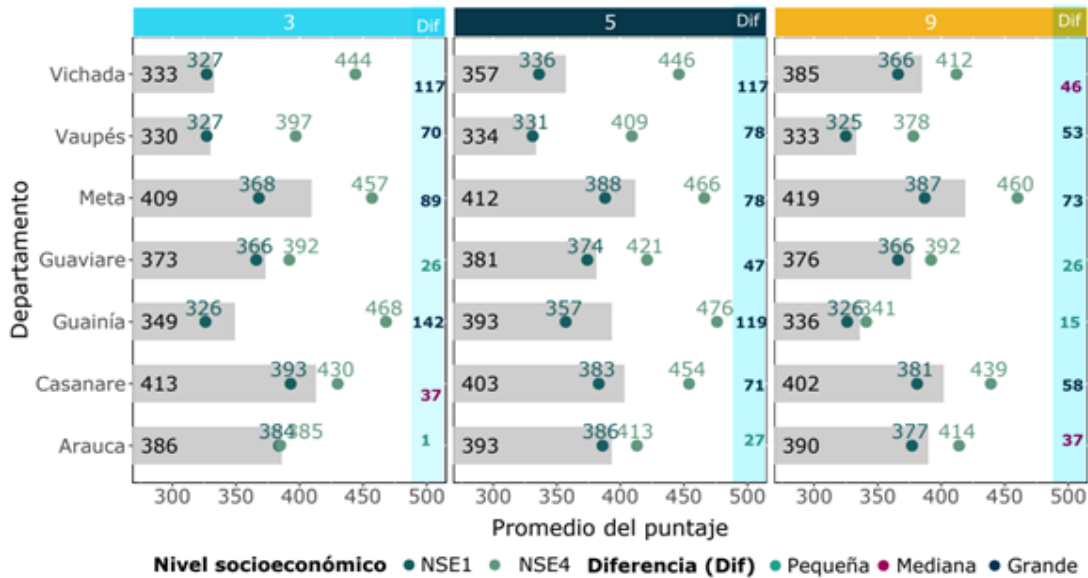 3 Dif 5 Dif 9 Dif
Departamento
Vichada 333 327 444 117 357 336 446 117 385 366 412 46
Vaupés 330 327 397 70 334 331 409 78 333 325 378 53
Meta 409 368 457 89 412 388 466 78 419 387 460 73
Guaviare 373 366 392 26 381 374 421 47 376 366 392 26
Guainía 349 326 468 142 393 357 476 119 336 326 341 15
Casanare 413 393 430 37 403 383 454 71 402 381 439 58
Arauca 386 384 385 1 393 386 413 27 390 377 414 37
300 350 400 450 500 300 350 400 450 500 300 350 400 450 500
Promedio del puntaje
Nivel socioeconómico NSE1 NSE4 Diferencia (Dif) Pequeña Mediana Grande